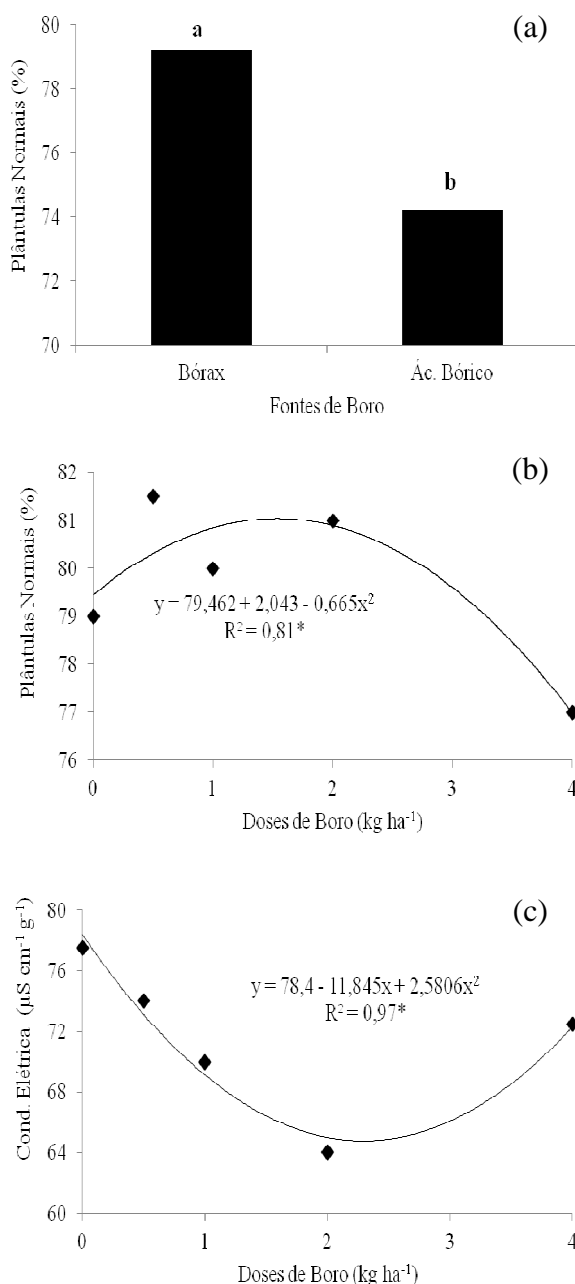 (a)
80
78
76
74
72
70
Plântulas Normais (%)
a
b
Bórax Ác. Bórico
Fontes de Boro
(b)
82
81
80
79
78
77
76
Plântulas Normais (%)
y = 79,462 + 2,043 - 0,665x²
R² = 0,81*
0 1 2 3 4
Doses de Boro (kg ha⁻¹)
(c)
80
76
72
68
64
60
Cond. Elétrica (µS cm⁻¹ g⁻¹)
y = 78,4 - 11,845x + 2,5806x²
R² = 0,97*
0 1 2 3 4
Doses de Boro (kg ha⁻¹)